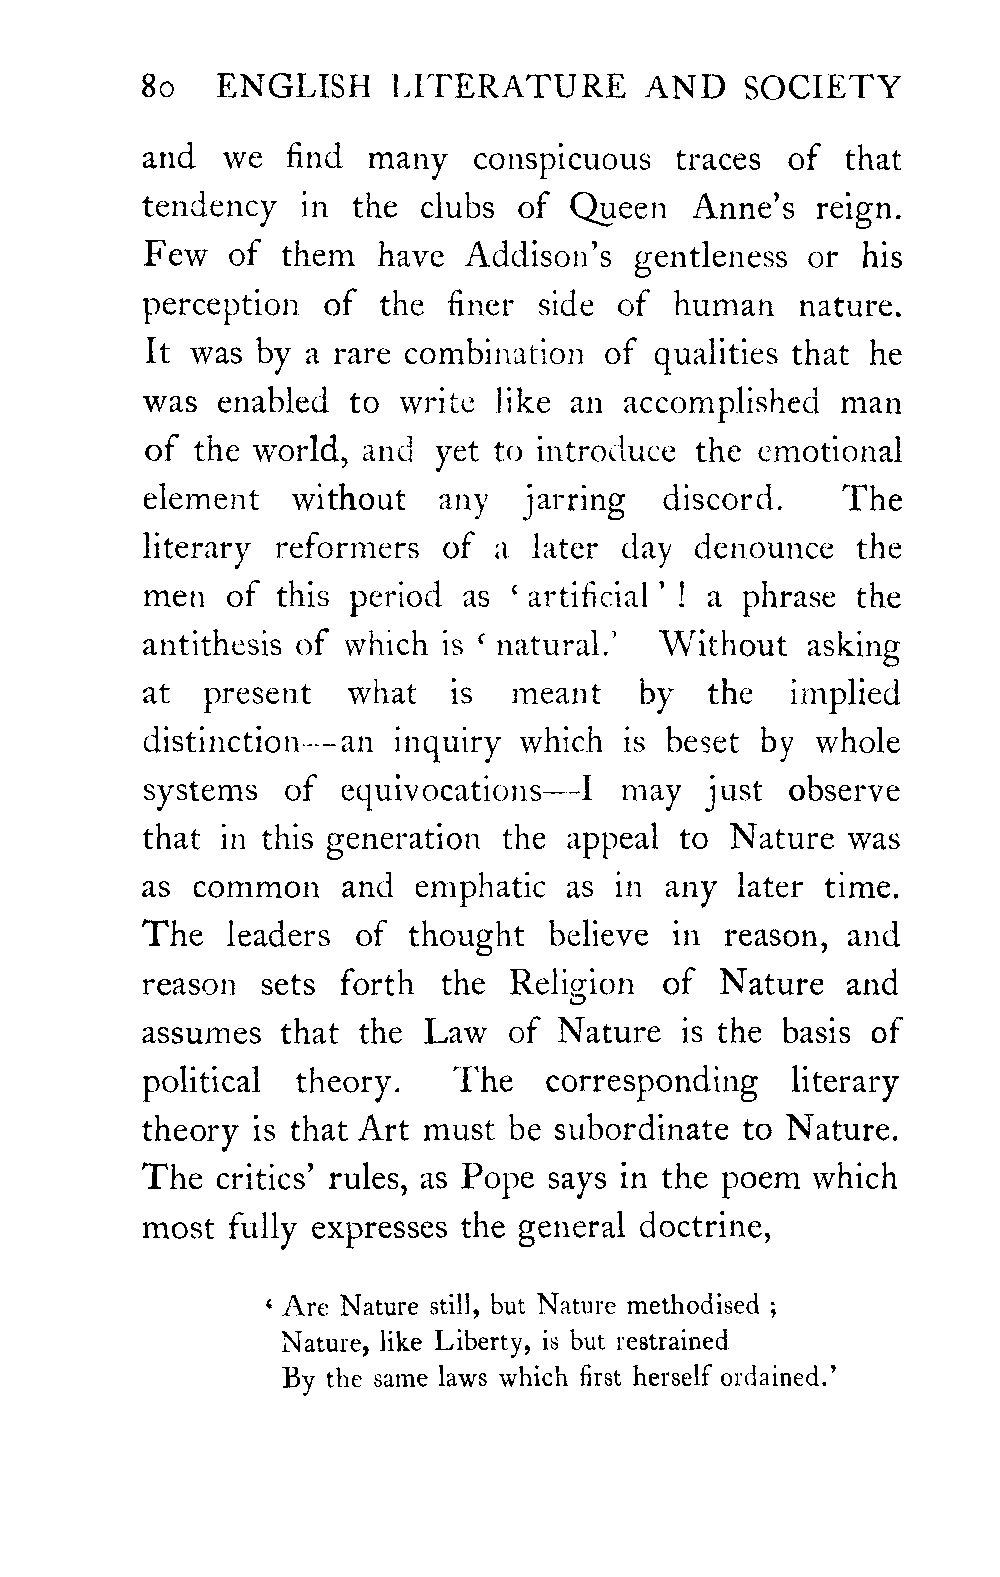 80 ENGLISH LITERATURE AND SOCIETY
and we find many conspicuous traces of that
tendency in the clubs of Queen Anne's reign.
Few of them have Addison's gentleness or his
perception of the finer side of human nature.
It was by a rare combination of qualities that he
was enabled to write like an accomplished man
of the world, and yet to introduce the emotional
element without any jarring discord. The
literary reformers of a later day denounce the
men of this period as ‘ artificial ’ ! a phrase the
antithesis of which is ‘ natural.’ Without asking
at present what is meant by the implied
distinction—an inquiry which is beset by whole
systems of equivocations—I may just observe
that in this generation the appeal to Nature was
as common and emphatic as in any later time.
The leaders of thought believe in reason, and
reason sets forth the Religion of Nature and
assumes that the Law of Nature is the basis of
political theory. The corresponding literary
theory is that Art must be subordinate to Nature.
The critics' rules, as Pope says in the poem which
most fully expresses the general doctrine,
‘ Are Nature still, but Nature methodised ;
Nature, like Liberty, is but restrained
By the same laws which first herself ordained.’